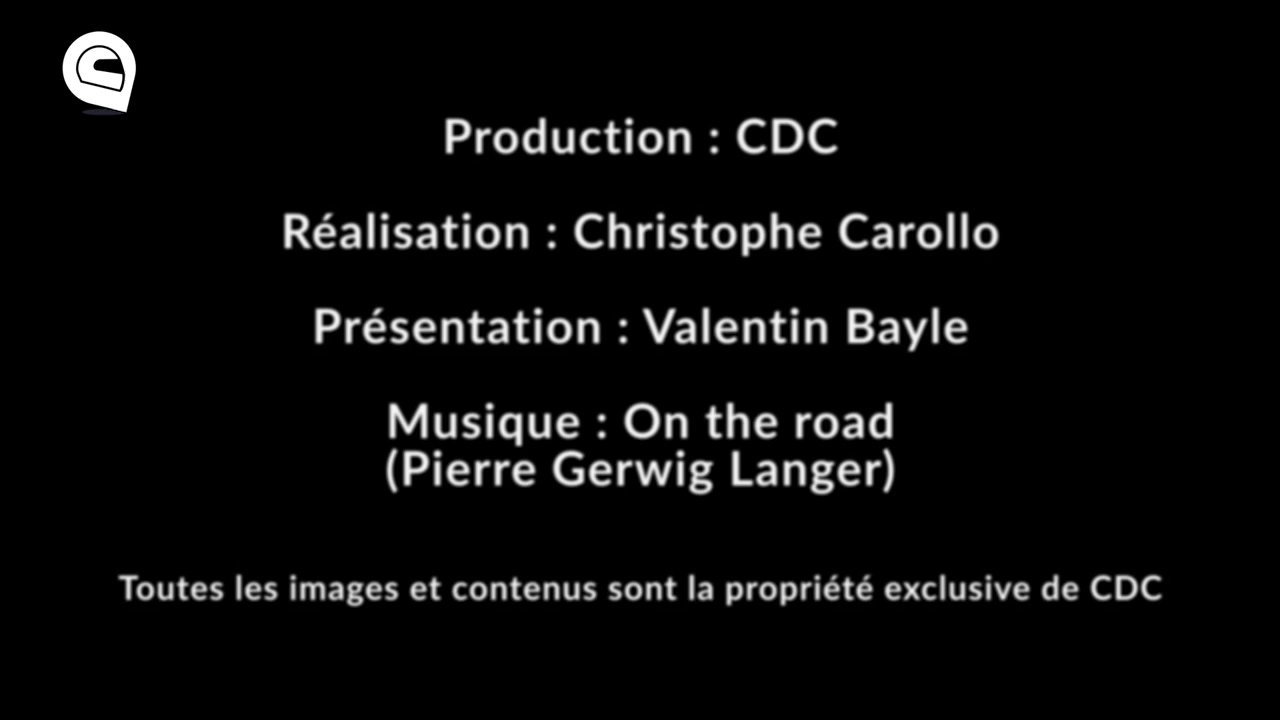 Production : CDC
Réalisation : Christophe Carollo
Présentation : Valentin Bayle
Musique : On the road
(Pierre Gerwig Langer)
Toutes les images et contenus sont la propriété exclusive de CDC